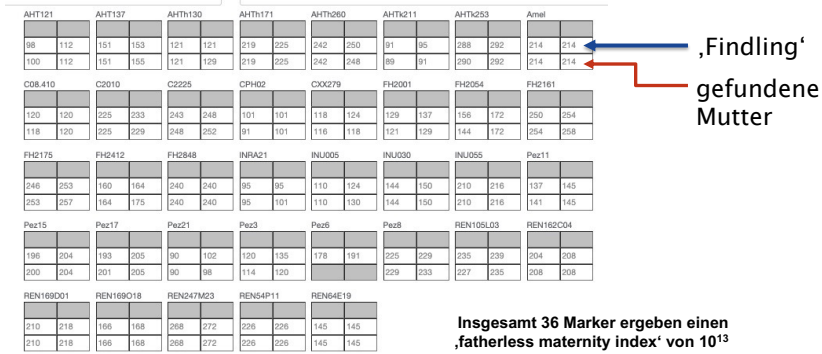 AHT121 AHT137 AHTh130 AHTh171 AHTh260 AHTk211 AHTk253 Amel
98 112 151 153 121 121 219 225 242 250 91 95 288 292 214 214
100 112 151 155 121 129 219 225 242 248 89 91 290 292 214 214
‚Findling‘
gefundene
Mutter
C08.410 C2010 C2225 CPH02 CXX279 FH2001 FH2054 FH2161
120 120 225 233 243 248 101 101 118 124 129 137 156 172 250 254
118 120 225 229 248 252 91 101 116 118 121 129 144 172 254 258
FH2175 FH2412 FH2848 INRA21 INU005 INU030 INU055 Pez11
246 253 160 164 240 240 95 95 110 124 144 150 210 216 137 145
253 257 164 175 240 240 95 101 110 130 144 150 210 216 141 145
Pez15 Pez17 Pez21 Pez3 Pez6 Pez8 REN105L03 REN162C04
196 204 193 205 90 102 120 135 178 191 225 229 235 239 204 208
200 204 201 205 90 98 114 120 229 233 227 235 208 208
REN169D01 REN169O18 REN247M23 REN54P11 REN64E19
210 218 166 168 268 272 226 226 145 145
210 218 166 168 268 272 226 226 145 145
Insgesamt 36 Marker ergeben einen
‚fatherless maternity index‘ von 10¹³